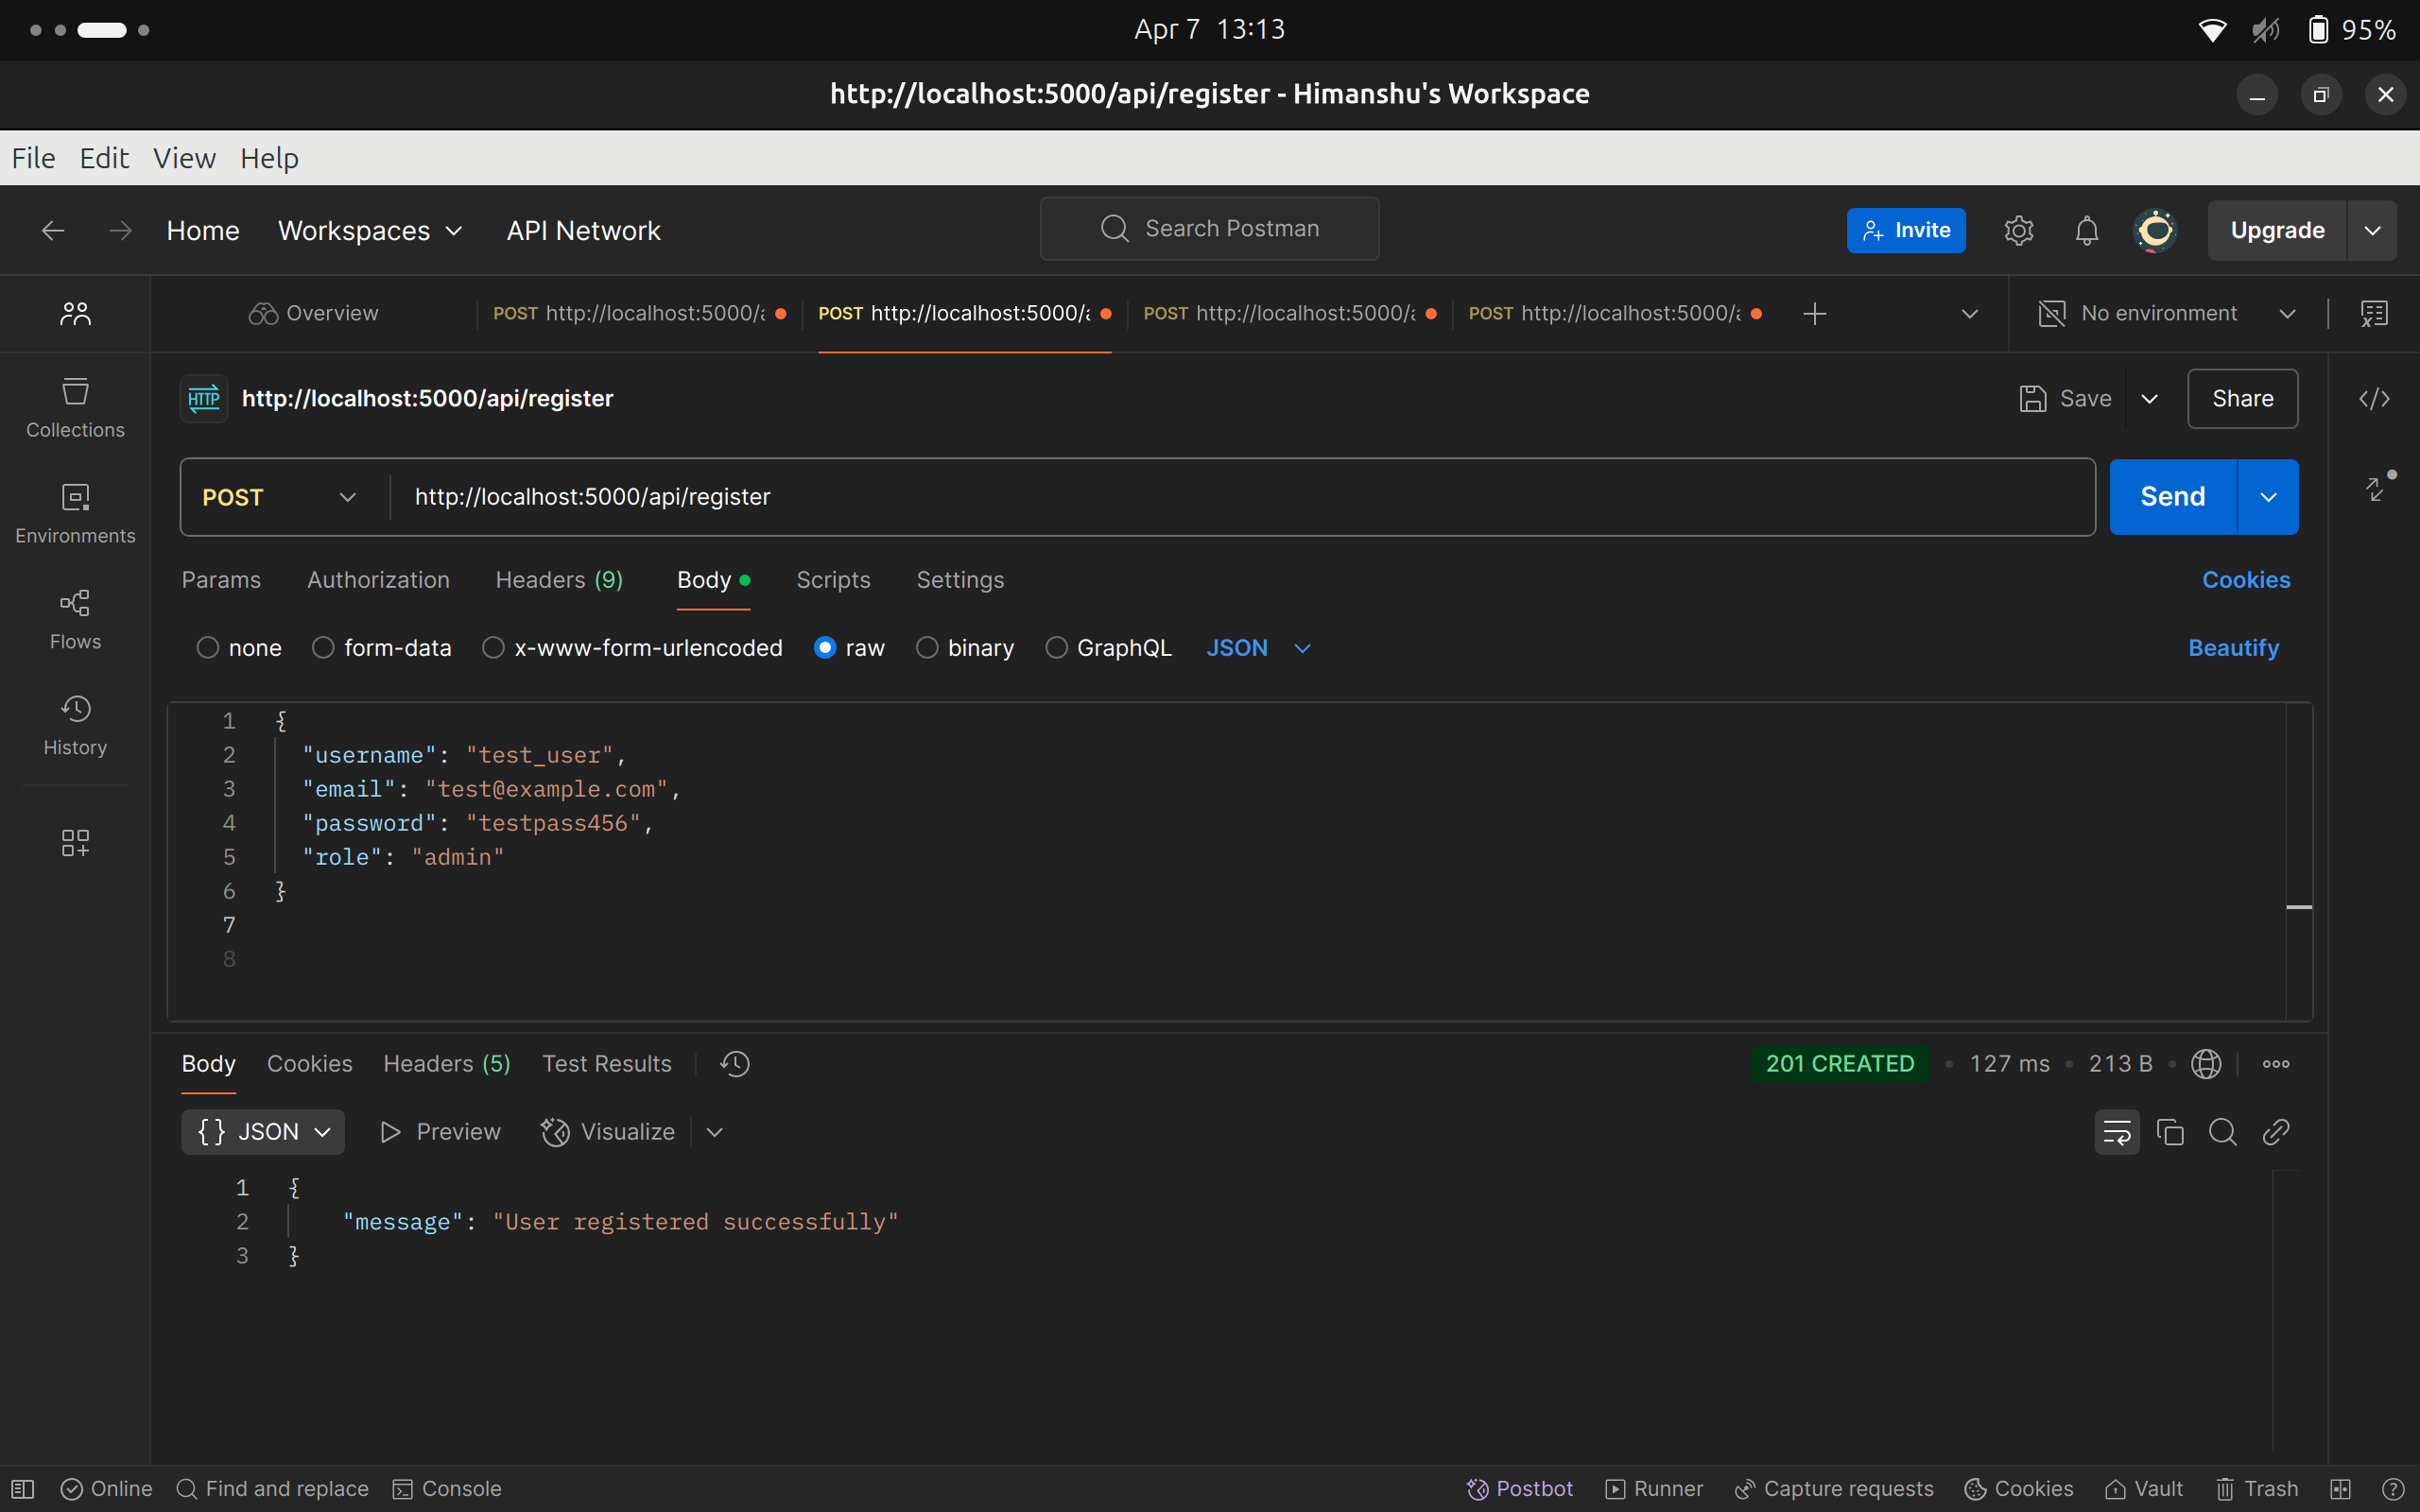 Apr 7 13:13
95%
http://localhost:5000/api/register - Himanshu's Workspace
File Edit View Help
Home Workspaces API Network
Search Postman
Invite
Upgrade
Overview
POST http://localhost:5000/a
POST http://localhost:5000/a
POST http://localhost:5000/a
POST http://localhost:5000/a
No environment
Collections
Environments
Flows
History
HTTP http://localhost:5000/api/register
Save
Share
POST http://localhost:5000/api/register
Send
Params Authorization Headers (9) Body Scripts Settings
Cookies
none form-data x-www-form-urlencoded raw binary GraphQL JSON
Beautify
1 {
2 "username": "test_user",
3 "email": "test@example.com",
4 "password": "testpass456",
5 "role": "admin"
6 }
7
8
Body Cookies Headers (5) Test Results
201 CREATED • 127 ms • 213 B
{} JSON Preview Visualize
1 {
2 "message": "User registered successfully"
3 }
Online Find and replace Console
Postbot Runner Capture requests Cookies Vault Trash